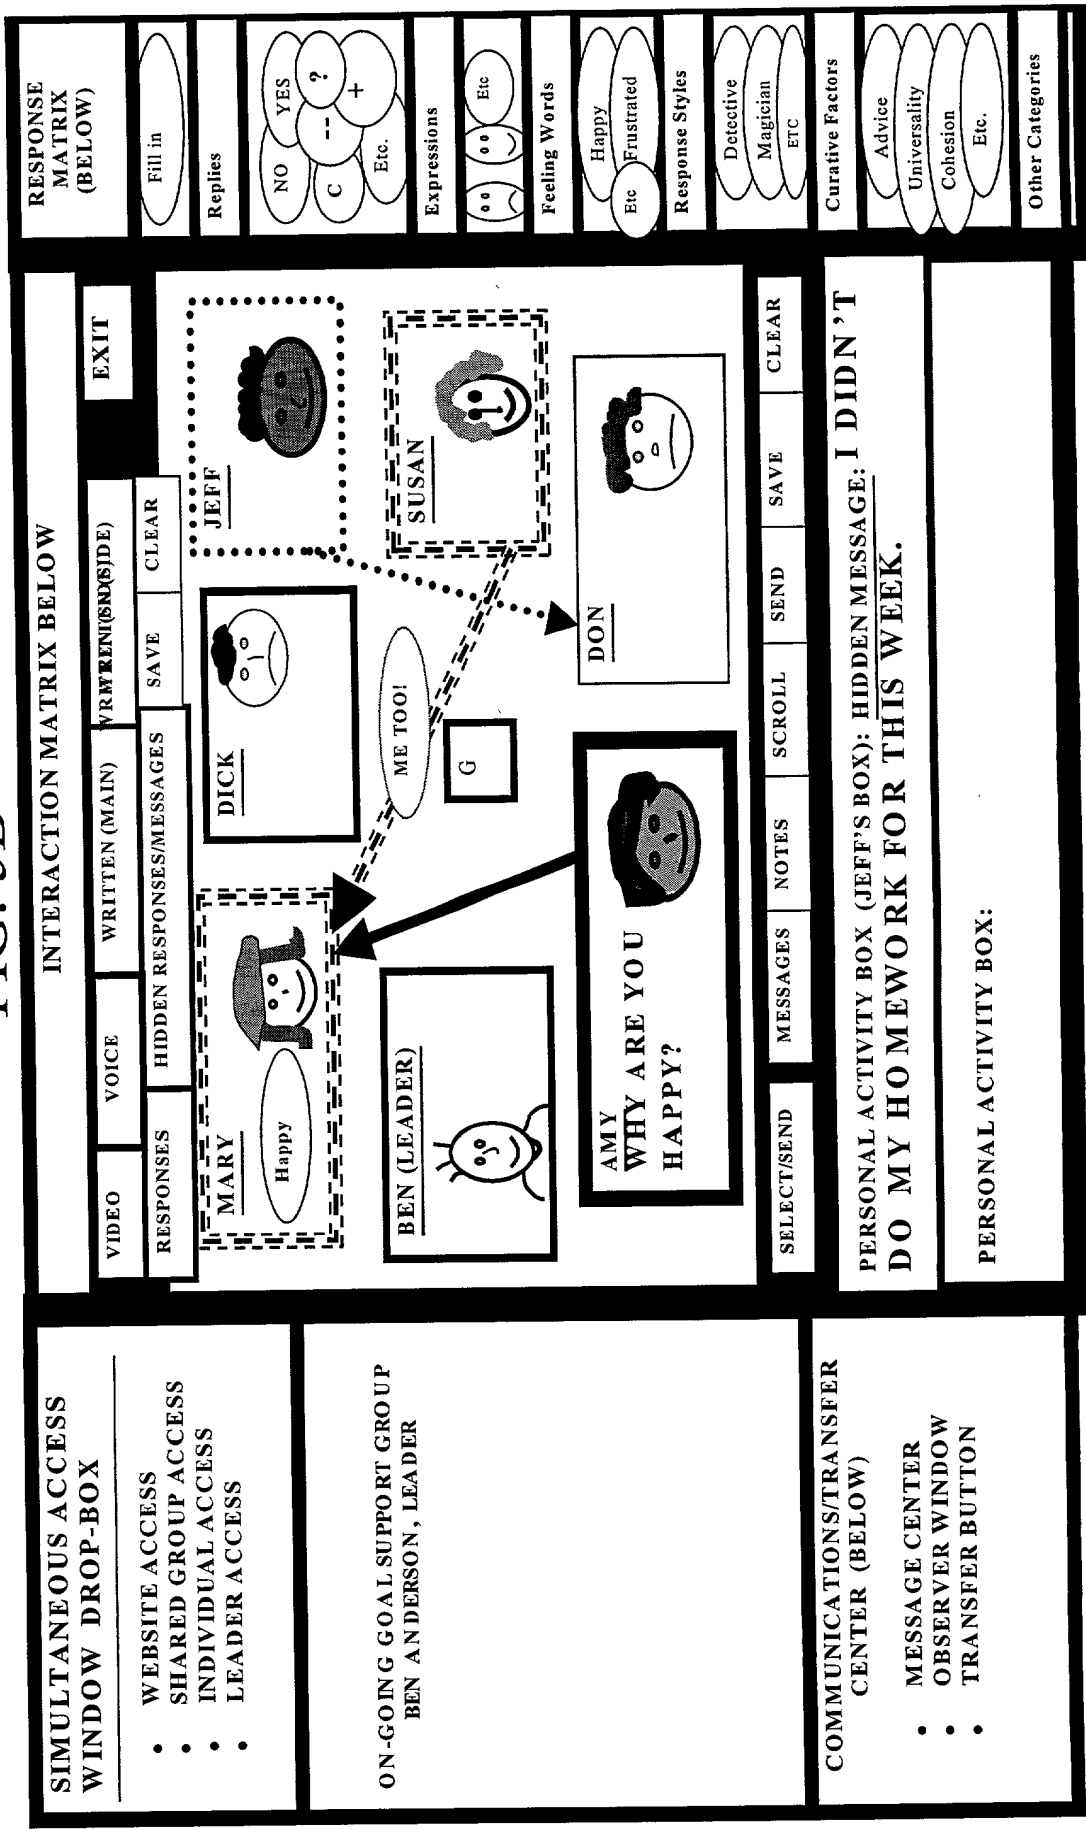 SIMULTANEOUS ACCESS
WINDOW DROP-BOX
• WEBSITE ACCESS
• SHARED GROUP ACCESS
• INDIVIDUAL ACCESS
• LEADER ACCESS
ON-GOING GOAL SUPPORT GROUP
BEN ANDERSON, LEADER
COMMUNICATIONS/TRANSFER
CENTER (BELOW)
• MESSAGE CENTER
• OBSERVER WINDOW
• TRANSFER BUTTON
INTERACTION MATRIX BELOW
VIDEO
VOICE
WRITTEN (MAIN)
EXIT
RESPONSES
HIDDEN RESPONSES/MESSAGES
SAVE
CLEAR
MARY
Happy
DICK
JEFF
BEN (LEADER)
ME TOO!
G
SUSAN
AMY
WHY ARE YOU
HAPPY?
DON
SELECT/SEND
MESSAGES
NOTES
SCROLL
SEND
SAVE
CLEAR
PERSONAL ACTIVITY BOX (JEFF'S BOX): HIDDEN MESSAGE: I DIDN'T
DO MY HOMEWORK FOR THIS WEEK.
PERSONAL ACTIVITY BOX:
RESPONSE
MATRIX
(BELOW)
Fill in
Replies
NO
YES
C
--
?
Etc.
+
Expressions
Etc
Feeling Words
Happy
Etc
Frustrated
Response Styles
Detective
Magician
ETC
Curative Factors
Advice
Universality
Cohesion
Etc.
Other Categories